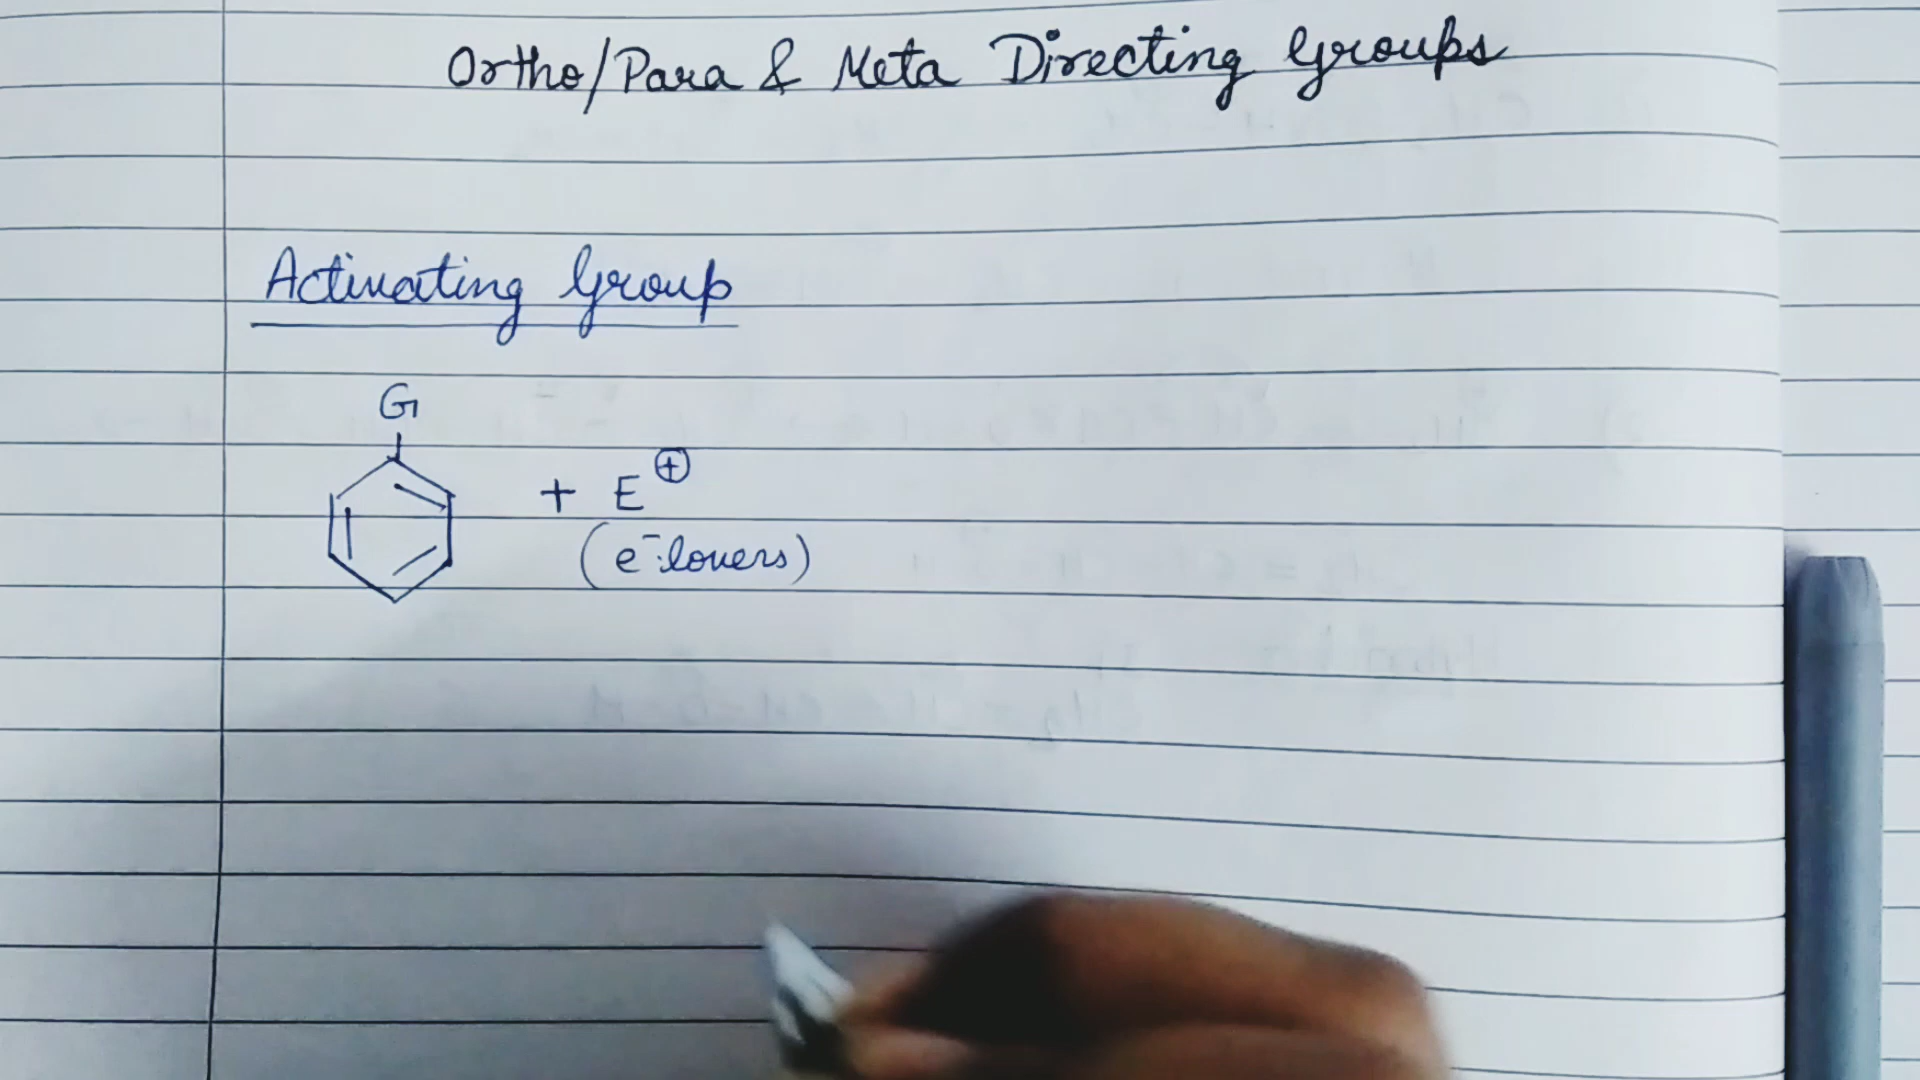 Ortho/Para & Meta Directing Groups
Activating Group
G
+ E ⊕
(e⁻ lovers)